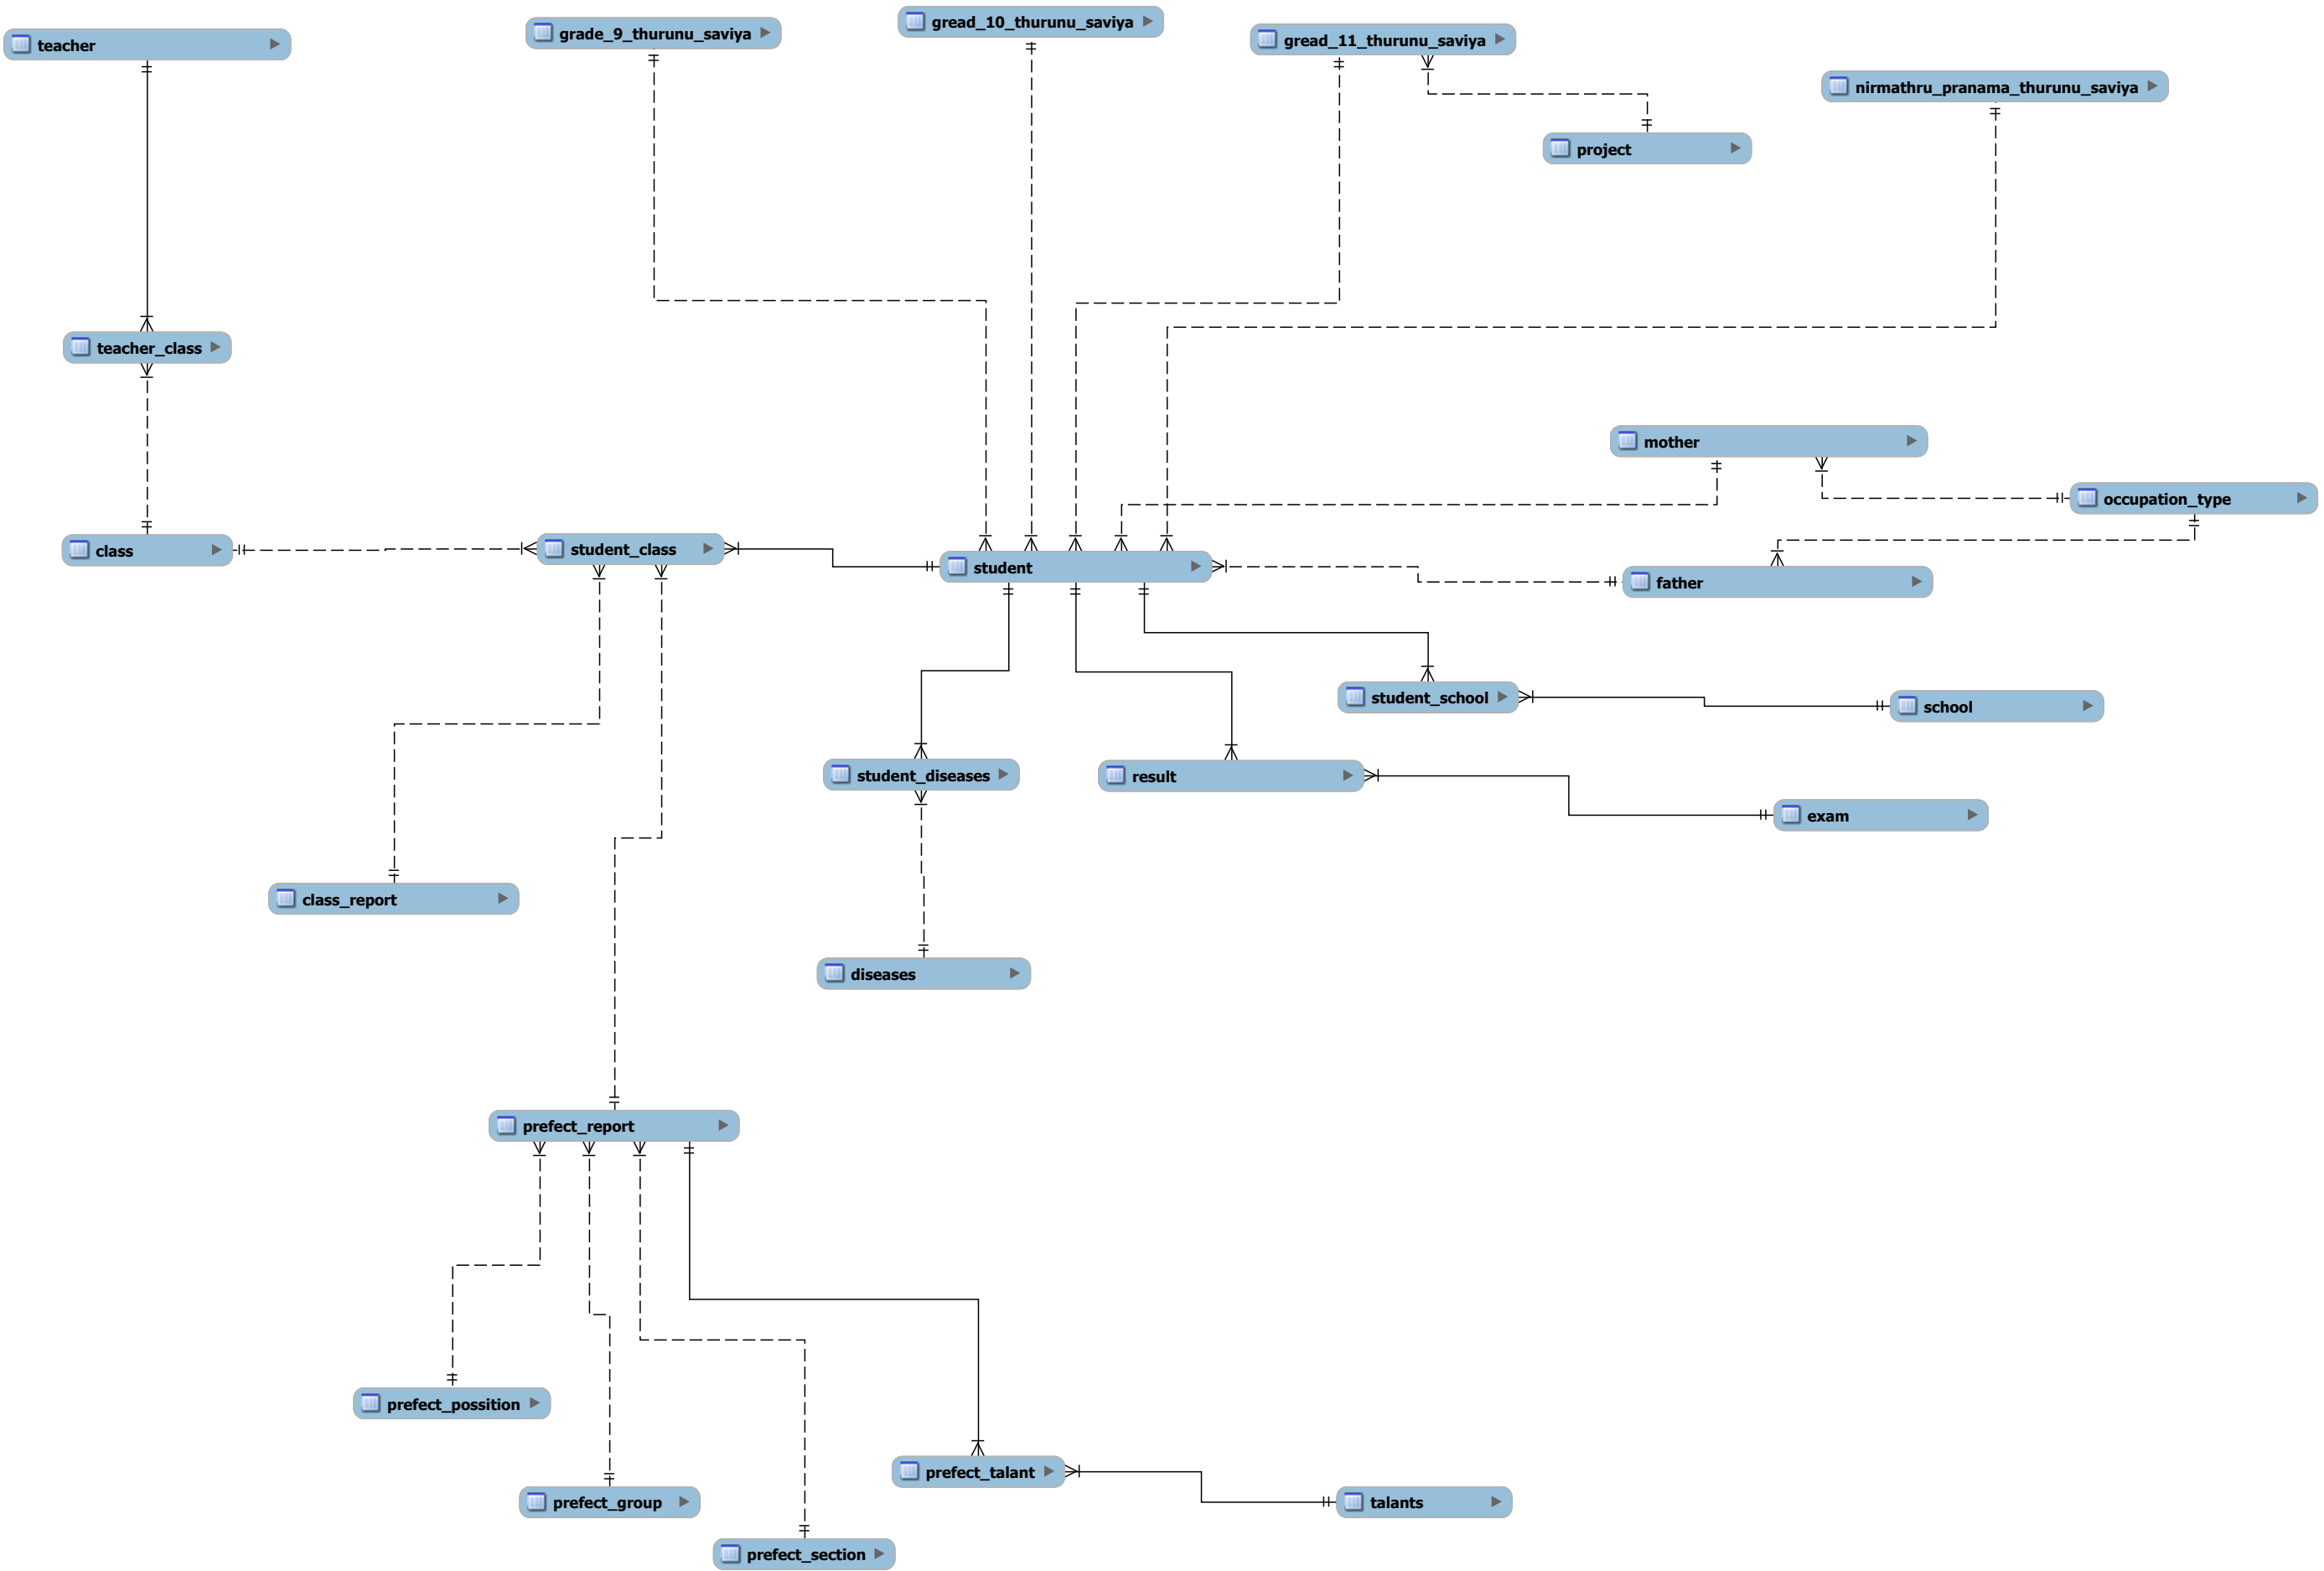 teacher
grade_9_thurunu_saviya
gread_10_thurunu_saviya
gread_11_thurunu_saviya
nirmathru_pranama_thurunu_saviya
project
teacher_class
mother
occupation_type
class
student_class
student
father
student_school
school
student_diseases
result
exam
class_report
diseases
prefect_report
prefect_possition
prefect_talant
prefect_group
talants
prefect_section